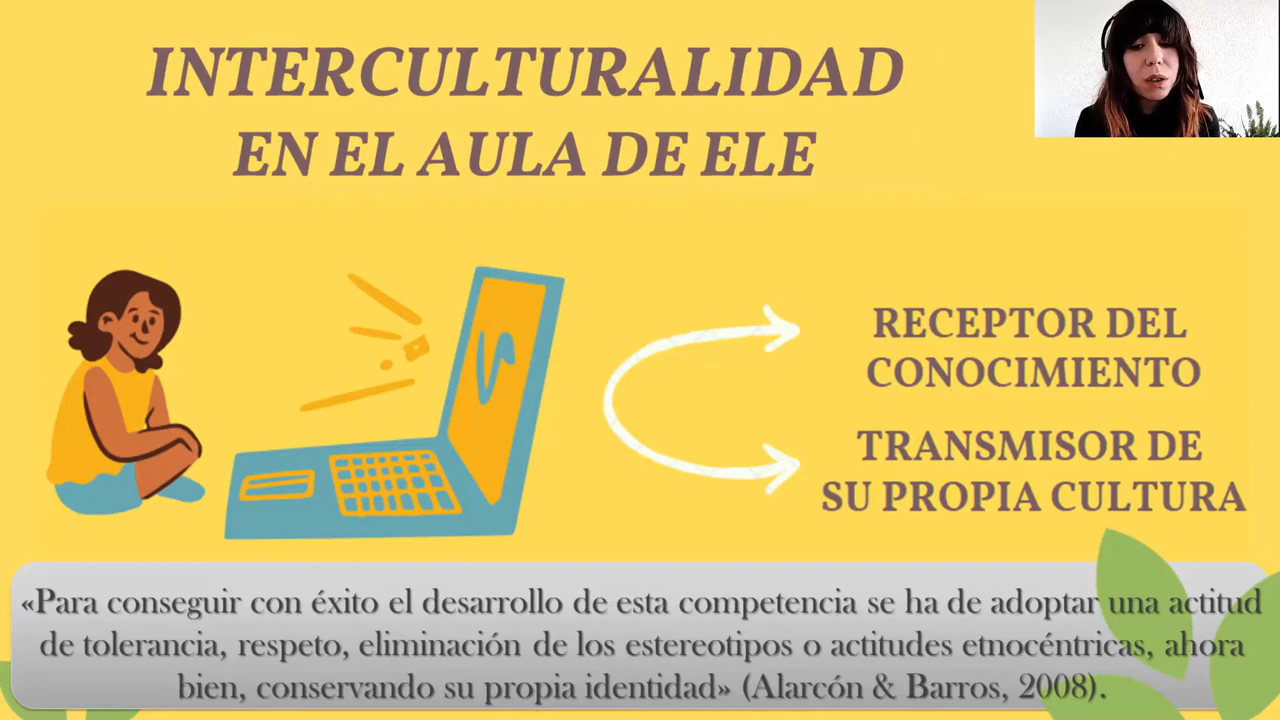 INTERCULTURALIDAD
EN EL AULA DE ELE
RECEPTOR DEL
CONOCIMIENTO
TRANSMISOR DE
SU PROPIA CULTURA
«Para conseguir con éxito el desarrollo de esta competencia se ha de adoptar una actitud
de tolerancia, respeto, eliminación de los estereotipos o actitudes etnocéntricas, ahora
bien, conservando su propia identidad» (Alarcón & Barros, 2008).